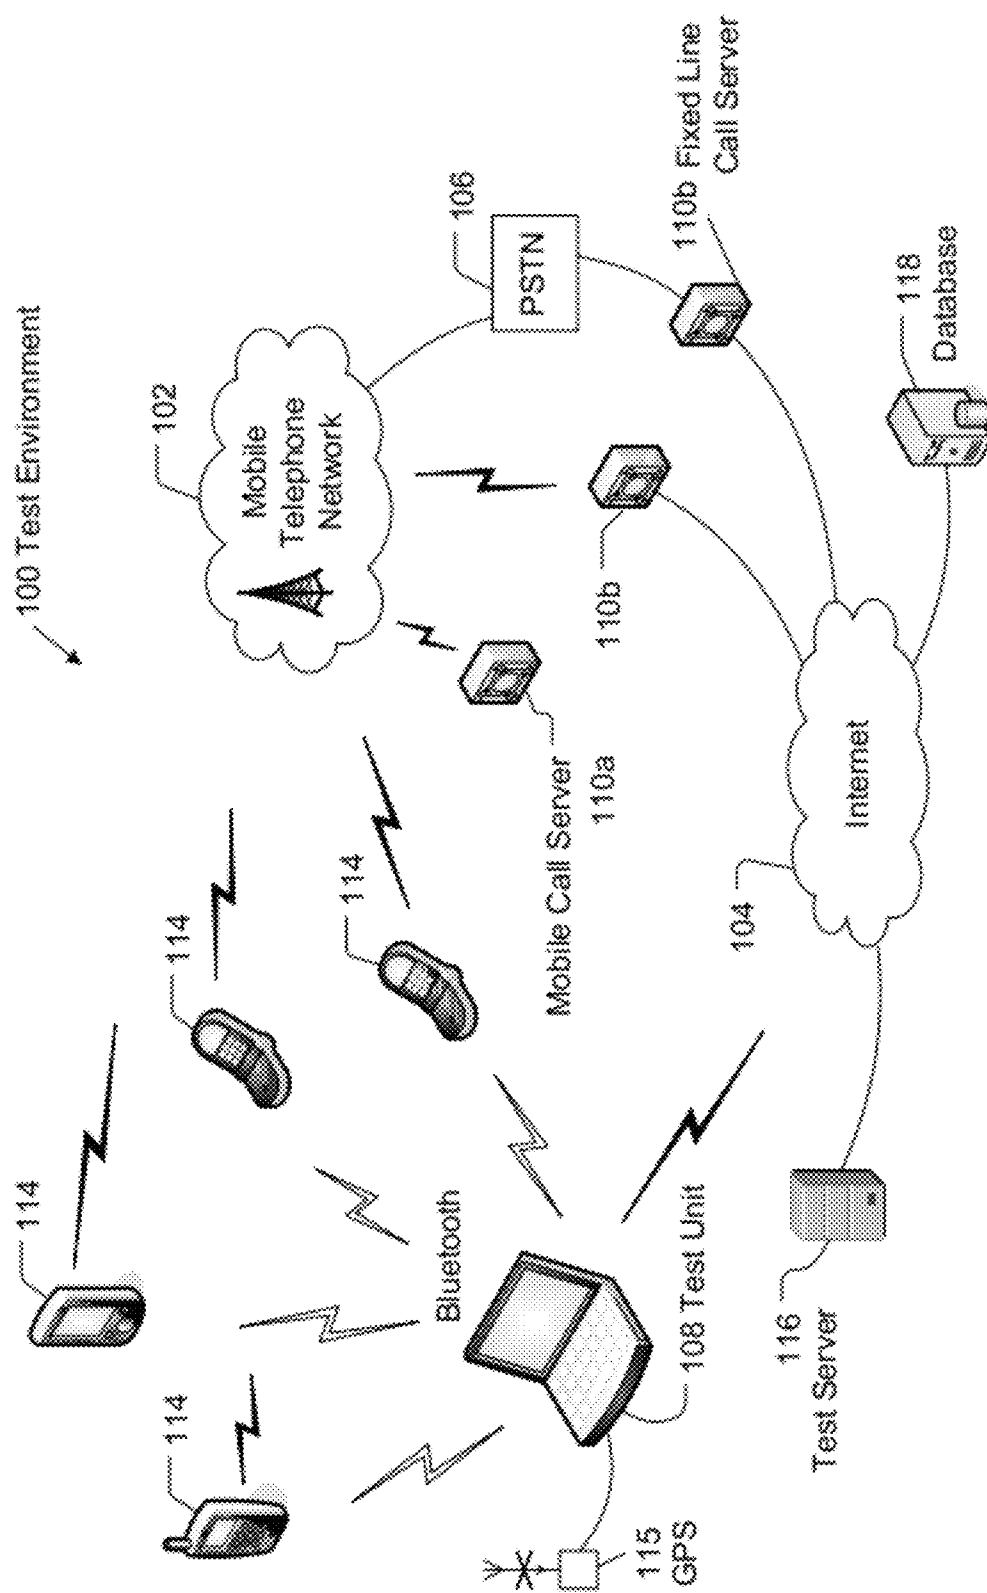 100 Test Environment
114
114
114
114
102
Mobile
Telephone
Network
106
PSTN
Bluetooth
Mobile Call Server
110a
110b
110b Fixed Line
Call Server
115
GPS
108 Test Unit
104
Internet
116
Test Server
118
Database